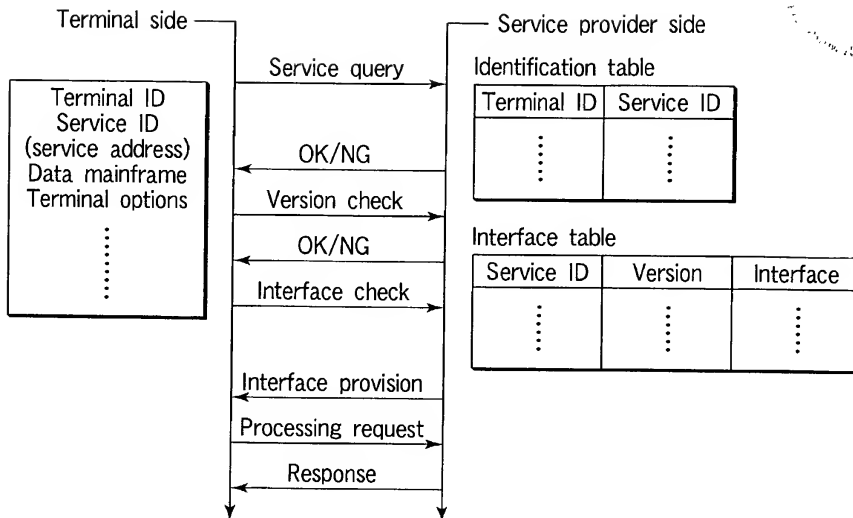 Terminal side
Service provider side
Terminal ID
Service ID
(service address)
Data mainframe
Terminal options
Service query
OK/NG
Version check
OK/NG
Interface check
Interface provision
Processing request
Response
Identification table
Terminal ID Service ID
Interface table
Service ID Version Interface